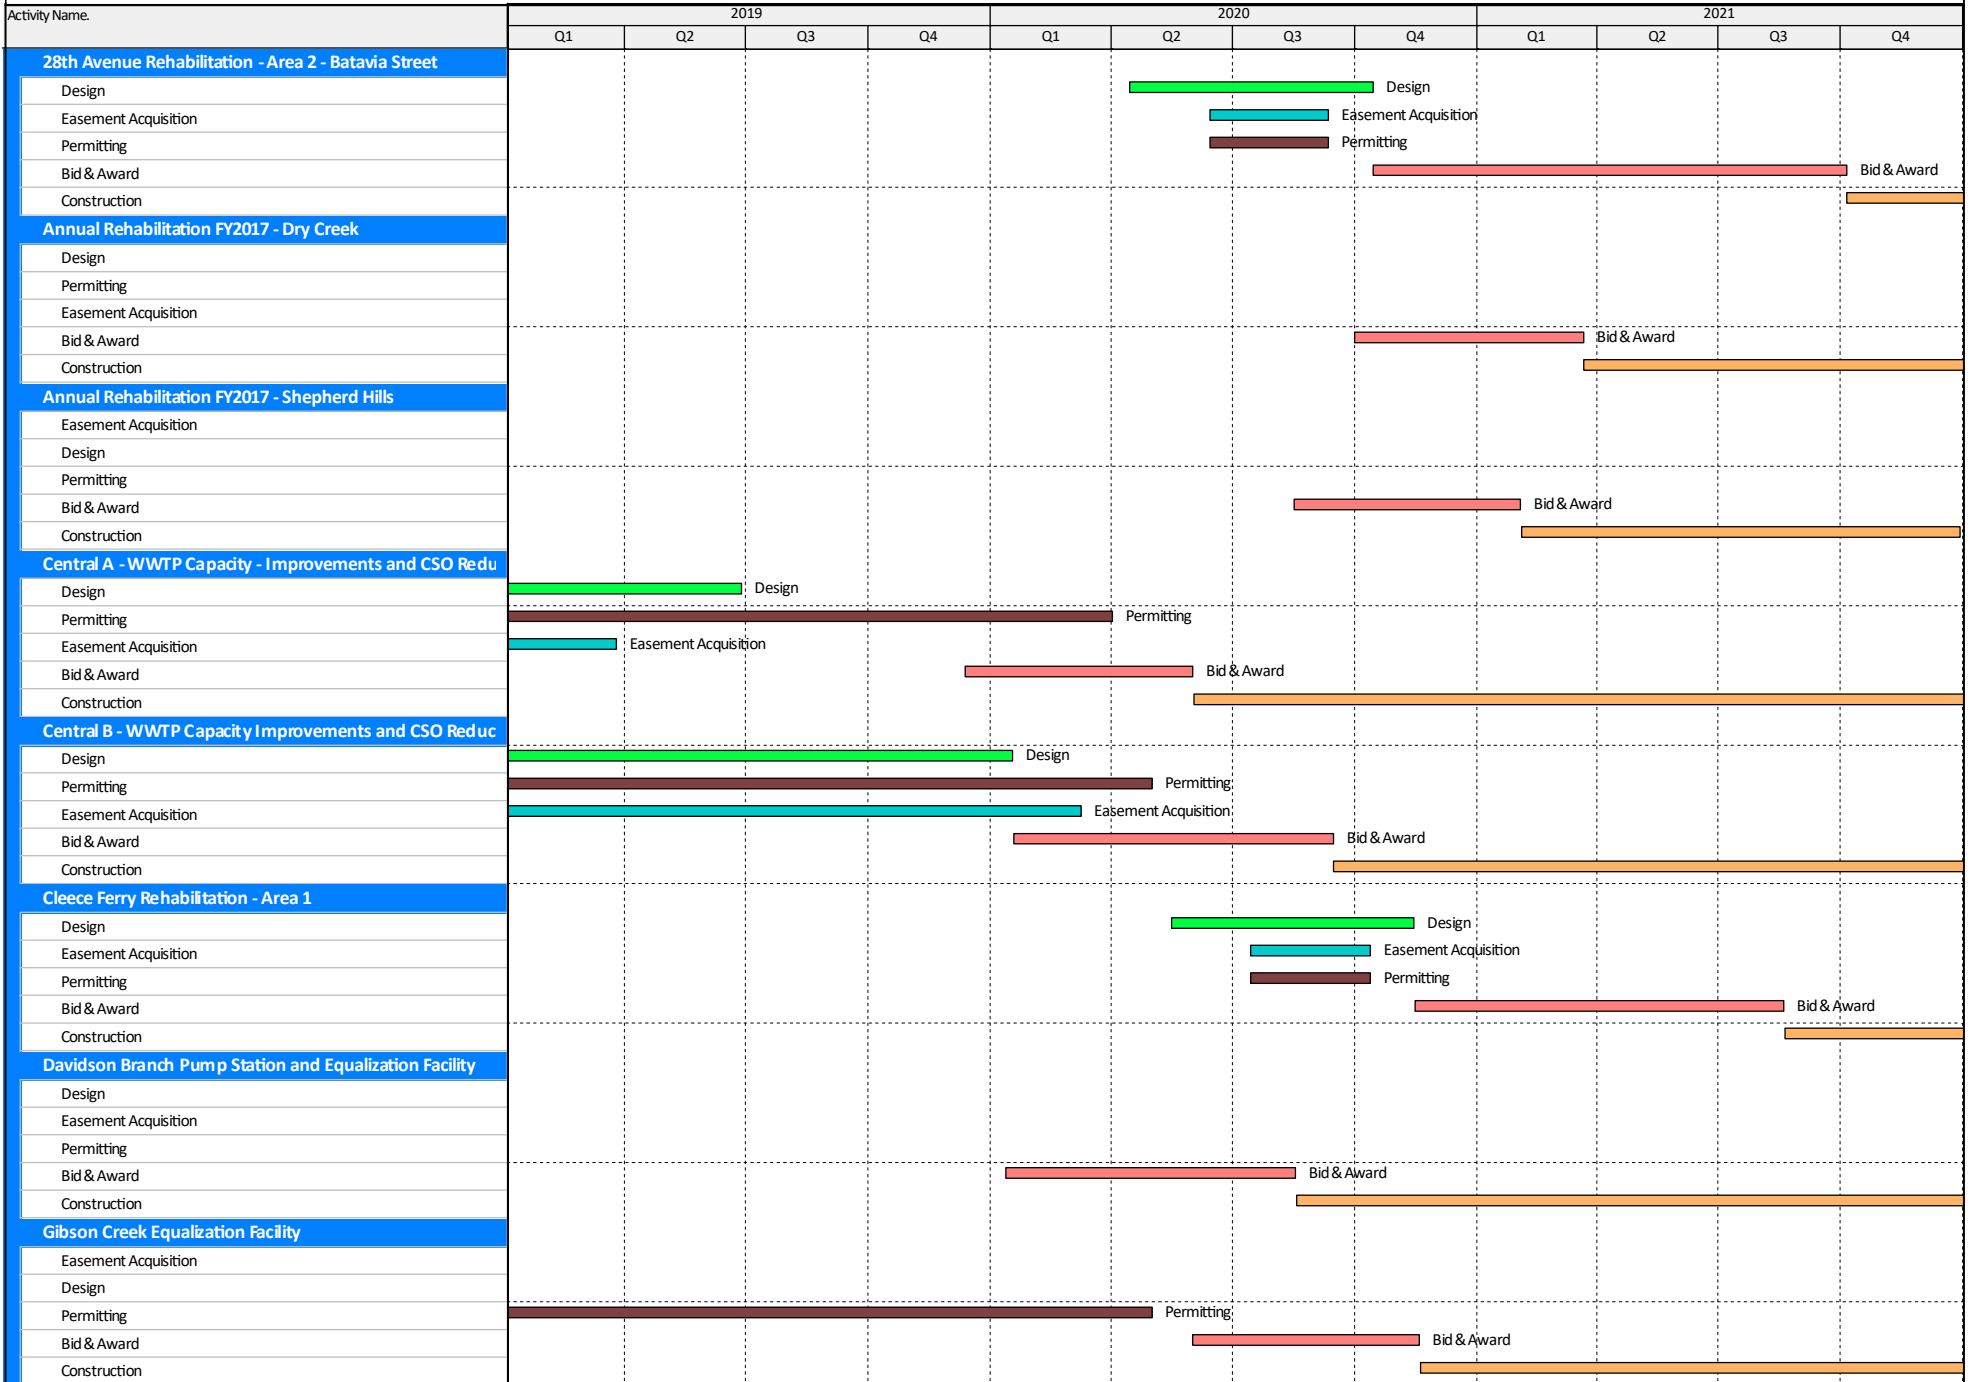 Activity Name.
2019 2020 2021
Q1 Q2 Q3 Q4 Q1 Q2 Q3 Q4 Q1 Q2 Q3 Q4
28th Avenue Rehabilitation - Area 2 - Batavia Street
Design Design
Easement Acquisition Easement Acquisition
Permitting Permitting
Bid & Award Bid & Award
Construction
Annual Rehabilitation FY2017 - Dry Creek
Design
Permitting
Easement Acquisition
Bid & Award Bid & Award
Construction
Annual Rehabilitation FY2017 - Shepherd Hills
Easement Acquisition
Design
Permitting
Bid & Award Bid & Award
Construction
Central A - WWTP Capacity - Improvements and CSO Redu
Design Design
Permitting Permitting
Easement Acquisition Easement Acquisition
Bid & Award Bid & Award
Construction
Central B - WWTP Capacity Improvements and CSO Reduc
Design Design
Permitting Permitting
Easement Acquisition Easement Acquisition
Bid & Award Bid & Award
Construction
Cleece Ferry Rehabilitation - Area 1
Design Design
Easement Acquisition Easement Acquisition
Permitting Permitting
Bid & Award Bid & Award
Construction
Davidson Branch Pump Station and Equalization Facility
Design
Easement Acquisition
Permitting
Bid & Award Bid & Award
Construction
Gibson Creek Equalization Facility
Easement Acquisition
Design
Permitting Permitting
Bid & Award Bid & Award
Construction